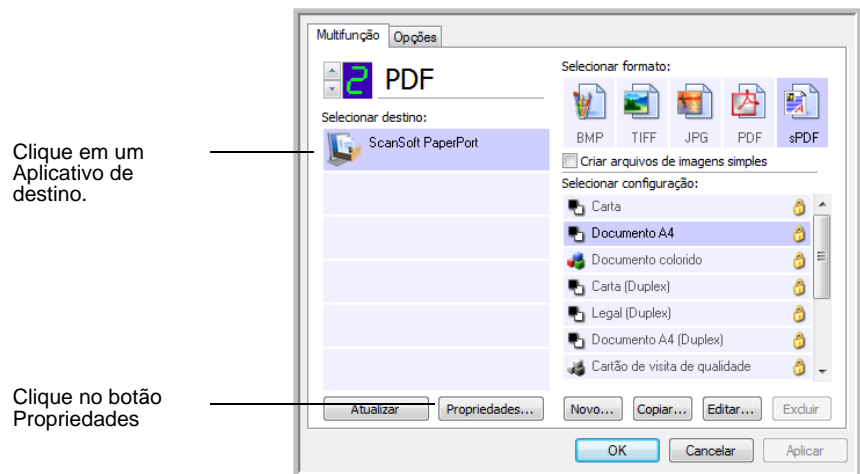 Multifunção Opções
2 PDF
Selecionar destino:
ScanSoft PaperPort
Clique em um
Aplicativo de
destino.
Selecionar formato:
BMP TIFF JPG PDF sPDF
Criar arquivos de imagens simples
Selecionar configuração:
Carta
Documento A4
Documento colorido
Carta (Duplex)
Legal (Duplex)
Documento A4 (Duplex)
Cartão de visita de qualidade
Clique no botão
Propriedades
Atualizar Propriedades... Novo... Copiar... Editar... Excluir
OK Cancelar Aplicar